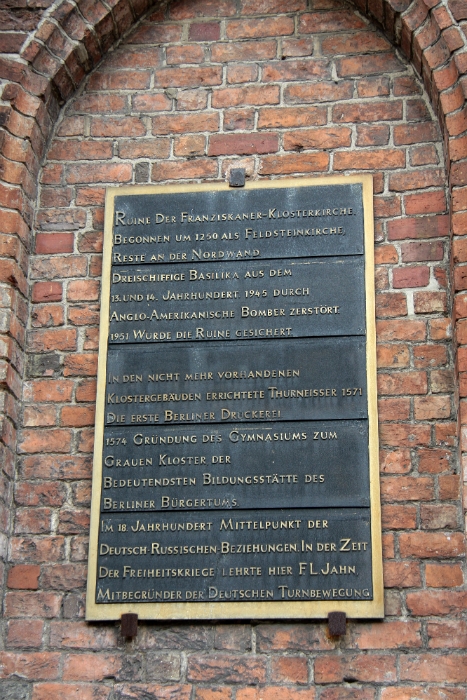 Ruine Der Franziskaner-Klosterkirche.
Begonnen um 1250 als Feldsteinkirche,
Reste an der Nordwand
Dreischiffige Basilika aus dem
13. und 14. Jahrhundert 1945 durch
Anglo-Amerikanische Bomber zerstört.
1951 Wurde die Ruine gesichert.
In den nicht mehr vorhandenen
Klostergebäuden errichtete Thurneisser 1571
Die erste Berliner Druckerei
1574 Gründung des Gymnasiums zum
Grauen Kloster der
Bedeutendsten Bildungsstätte des
Berliner Bürgertums.
Im 18. Jahrhundert Mittelpunkt der
Deutsch-Russischen Beziehungen. In der Zeit
Der Freiheitskriege lehrte hier F.L. Jahn,
Mitbegründer der Deutschen Turnbewegung